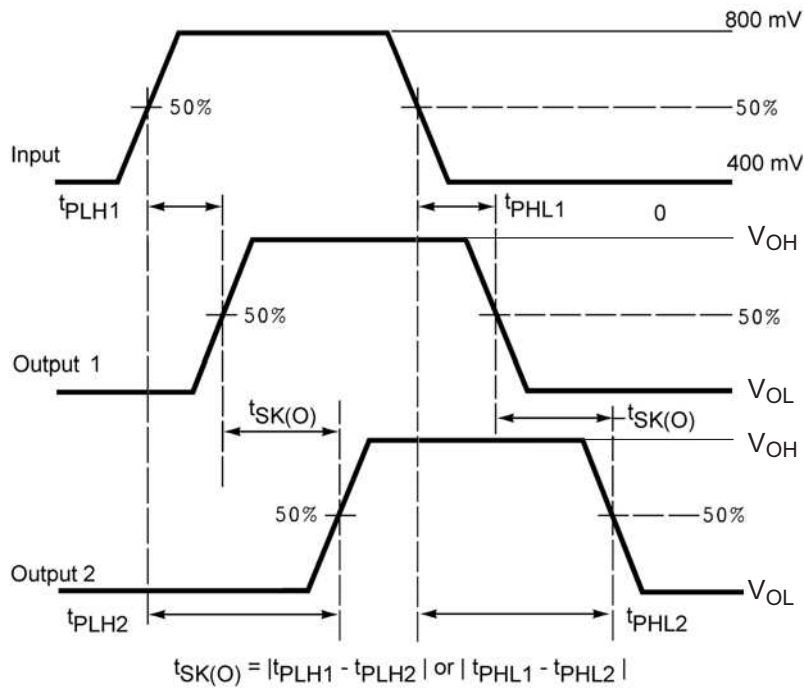 800 mV
50%
50%
Input
400 mV
tPLH1
tPHL1
0
VOH
50%
50%
Output 1
VOL
tSK(O)
tSK(O)
VOH
50%
50%
Output 2
VOL
tPLH2
tPHL2
tSK(O) = |tPLH1 - tPLH2 | or | tPHL1 - tPHL2 |